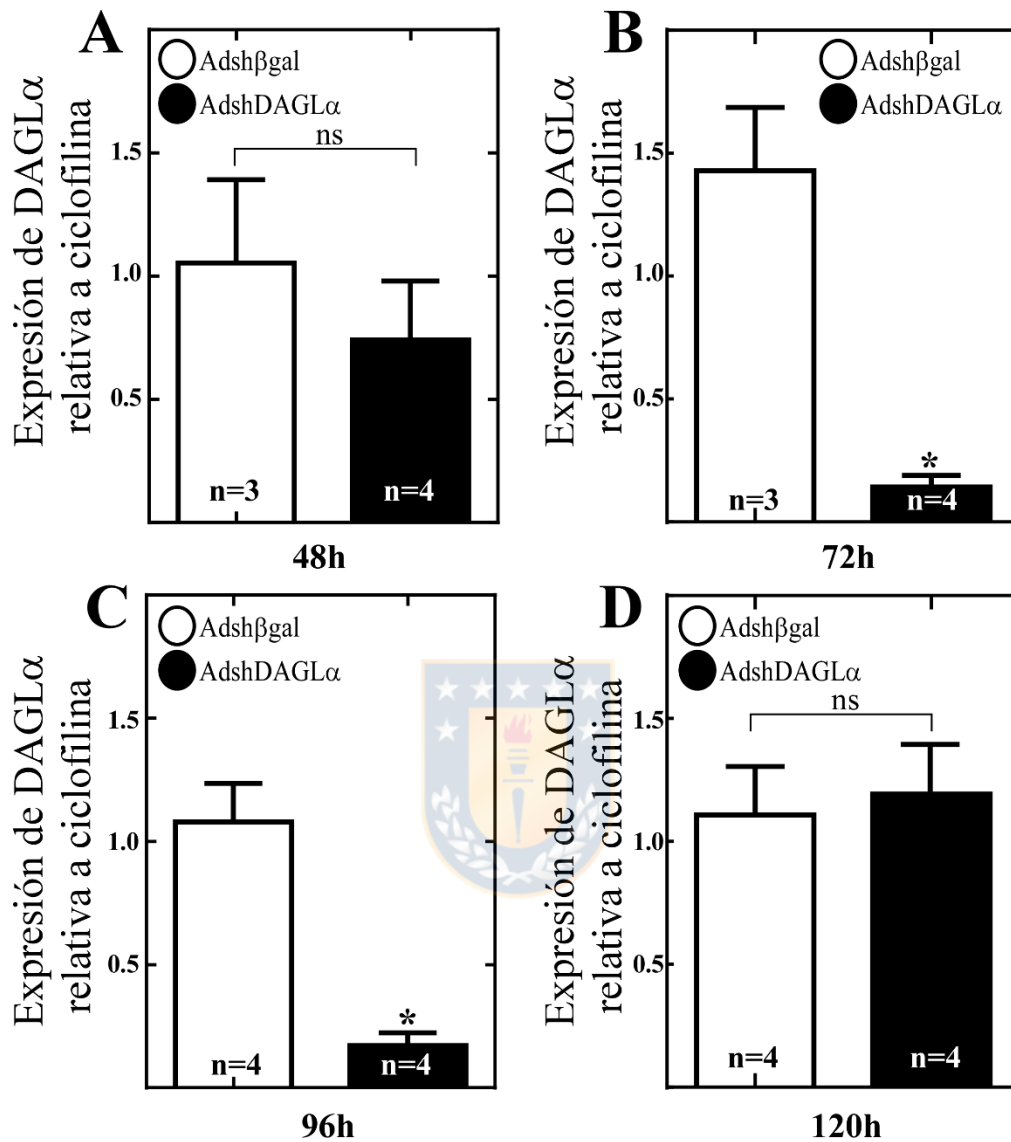 A
Adshβgal
AdshDAGLα
ns
Expresión de DAGLα
relativa a ciclofilina
1.5
1.0
0.5
n=3
n=4
48h
B
Adshβgal
AdshDAGLα
Expresión de DAGLα
relativa a ciclofilina
1.5
1.0
0.5
*
n=3
n=4
72h
C
Adshβgal
AdshDAGLα
Expresión de DAGLα
relativa a ciclofilina
1.5
1.0
0.5
*
n=4
n=4
96h
D
Adshβgal
AdshDAGLα
ns
Expresión de DAGLα
relativa a ciclofilina
1.5
1.0
0.5
n=4
n=4
120h